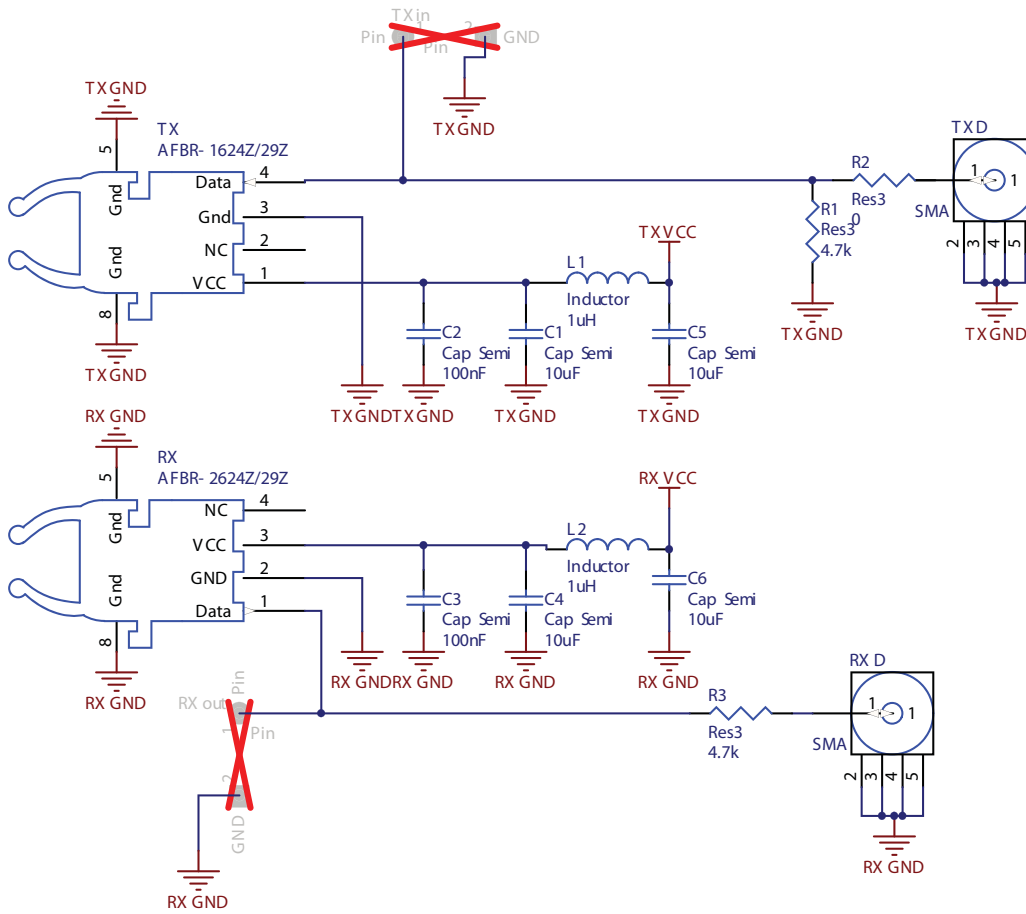 TXin
Pin 1 2 GND
Pin
TXGND
TXGND
5
Gnd
TX
AFBR- 1624Z/29Z
Data 4
Gnd 3
NC 2
VCC 1
Gnd
8
TXGND
R2
Res3
0
R1
Res3
4.7k
TXGND
TXD
1 1
SMA
2 3 4 5
TXGND
TXVCC
L1
Inductor
1uH
C2
Cap Semi
100nF
C1
Cap Semi
10uF
C5
Cap Semi
10uF
TXGND TXGND TXGND TXGND
RX GND
5
Gnd
RX
AFBR- 2624Z/29Z
NC 4
VCC 3
GND 2
Data 1
Gnd
8
RX GND
RX VCC
L2
Inductor
1uH
C3
Cap Semi
100nF
C4
Cap Semi
10uF
C6
Cap Semi
10uF
RX GND RX GND RX GND RX GND
RX out
Pin
1
Pin
2
GND
RX GND
R3
Res3
4.7k
RX D
1 1
SMA
2 3 4 5
RX GND